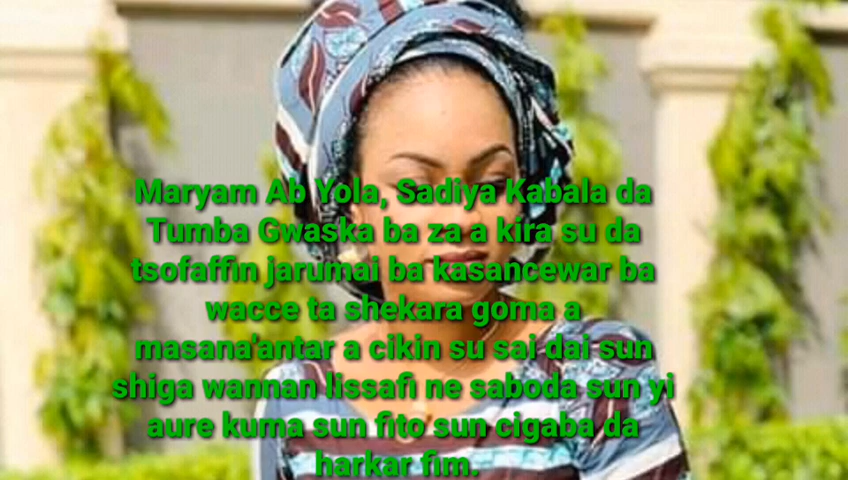 Maryam Ab Yola, Sadiya Kabala da
Tumba Gwaska ba za a kira su da
tsofaffin jarumai ba kasancewar ba
wacce ta shekara goma a
masana'antar a cikin su sai dai sun
shiga wannan lissafi ne saboda sun yi
aure kuma sun fito sun cigaba da
harkar fim.